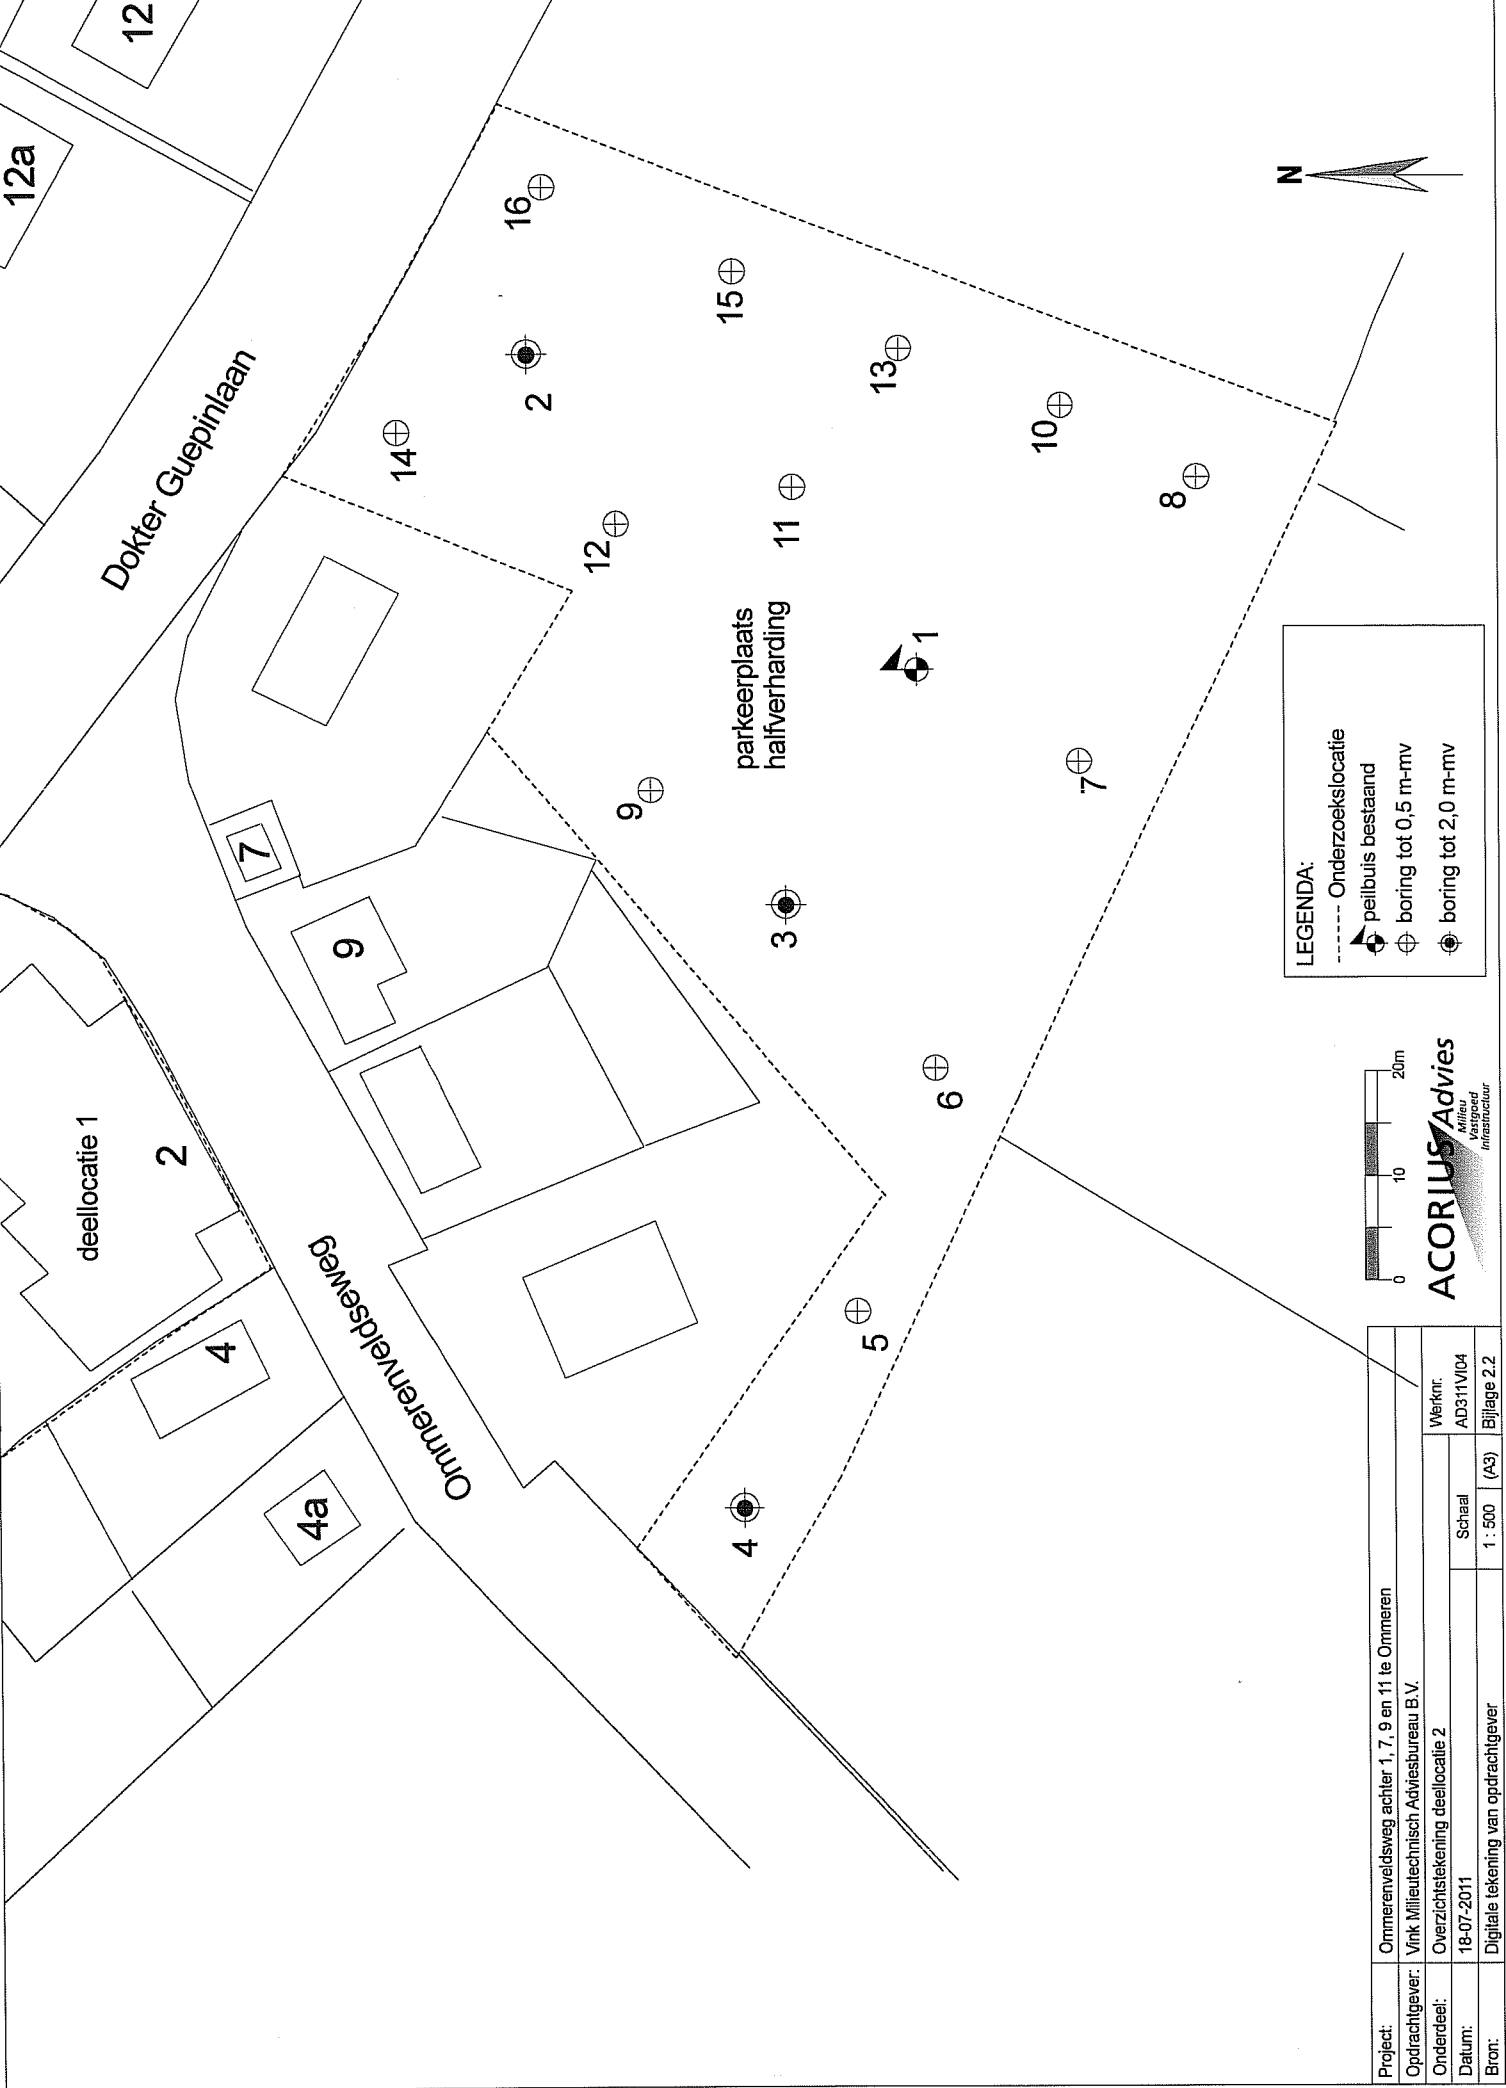 12a
12
Dokter Guepinlaan
deellocatie 1
2
4
4a
Ommerenveldseweg
7
9
16
15
2
14
13
12
11
10
8
parkeerplaats
halfverharding
1
9
7
3
6
5
4
N
LEGENDA:
Onderzoekslocatie
peilbuis bestaand
boring tot 0,5 m-mv
boring tot 2,0 m-mv
0 10 20m
ACORIUS Advies
Milieu
Vastgoed
Infrastructuur
Project: Ommerenveldsweg achter 1, 7, 9 en 11 te Ommeren
Opdrachtgever: Vink Milieutechnisch Adviesbureau B.V.
Onderdeel: Overzichtstekening deellocatie 2 Werknr.
Datum: 18-07-2011 Schaal AD311VI04
Bron: Digitale tekening van opdrachtgever 1 : 500 (A3) Bijlage 2.2